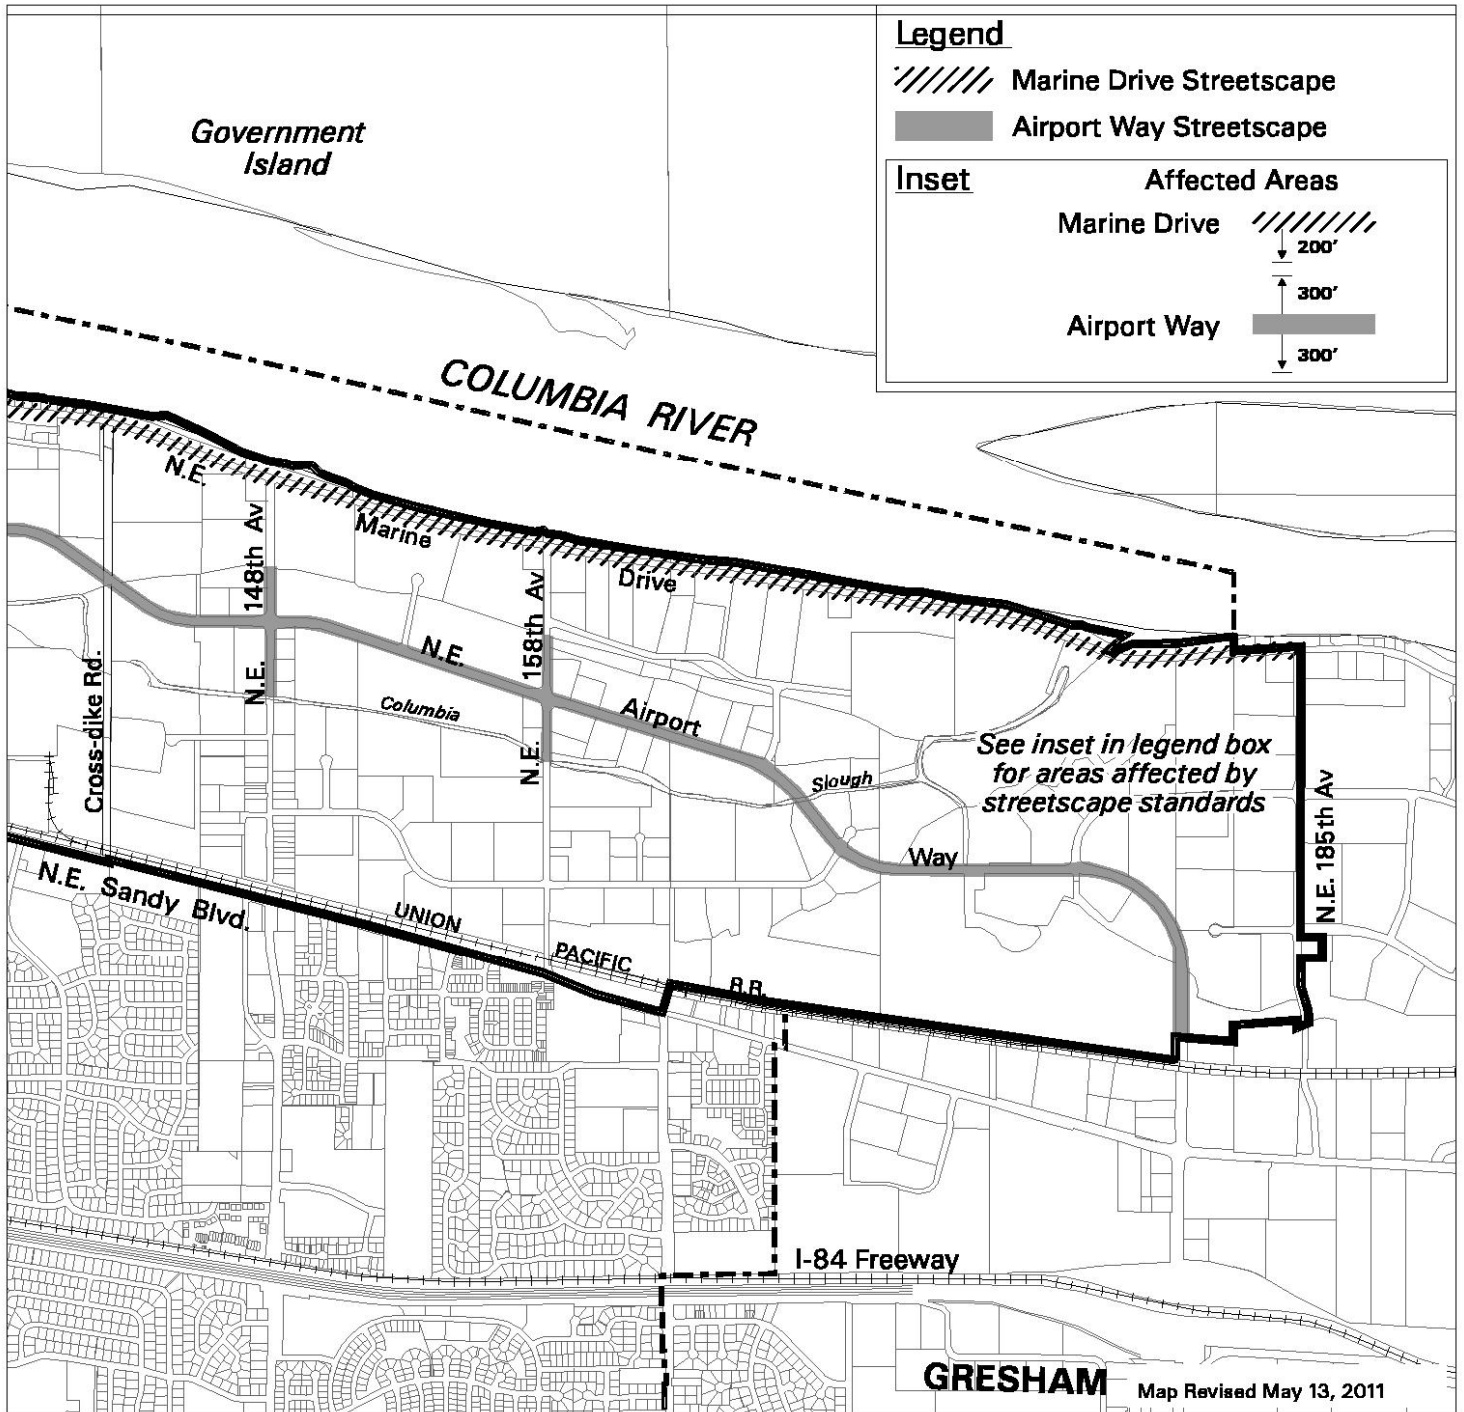 Legend
Marine Drive Streetscape
Airport Way Streetscape
Inset
Affected Areas
Marine Drive
200'
300'
Airport Way
300'
Government
Island
COLUMBIA RIVER
N.E.
Marine
Drive
N.E. 148th Av
N.E. 158th Av
N.E.
Airport
Way
Columbia
Slough
Cross-dike Rd.
See inset in legend box
for areas affected by
streetscape standards
N.E. 185th Av
N.E. Sandy Blvd.
UNION
PACIFIC
R.R.
I-84 Freeway
GRESHAM
Map Revised May 13, 2011